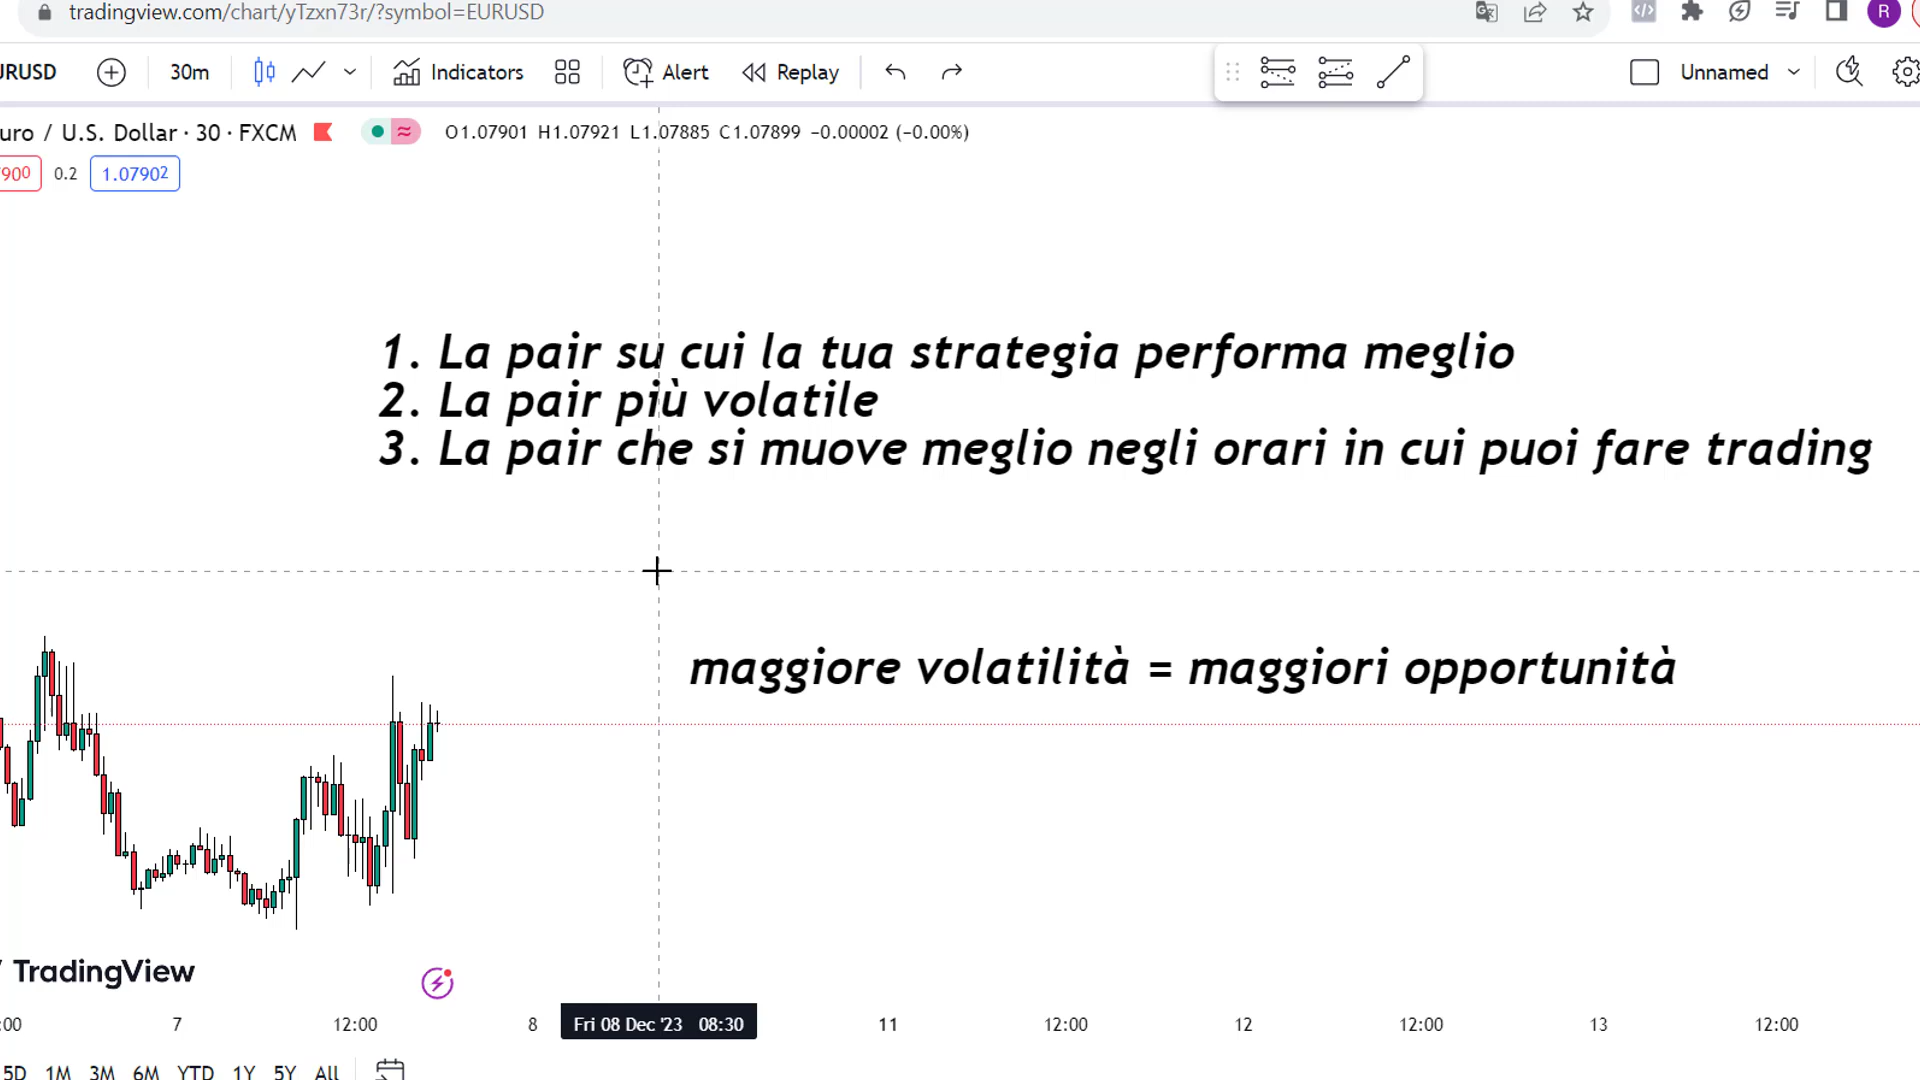 tradingview.com/chart/yTzxn73r/?symbol=EURUSD
R
URUSD 30m Indicators Alert Replay Unnamed
uro / U.S. Dollar · 30 · FXCM O1.07901 H1.07921 L1.07885 C1.07899 −0.00002 (−0.00%)
900 0.2 1.07902
1. La pair su cui la tua strategia performa meglio
2. La pair più volatile
3. La pair che si muove meglio negli orari in cui puoi fare trading
maggiore volatilità = maggiori opportunità
TradingView
:00 7 12:00 8 Fri 08 Dec '23 08:30 11 12:00 12 12:00 13 12:00
5D 1M 3M 6M YTD 1Y 5Y All